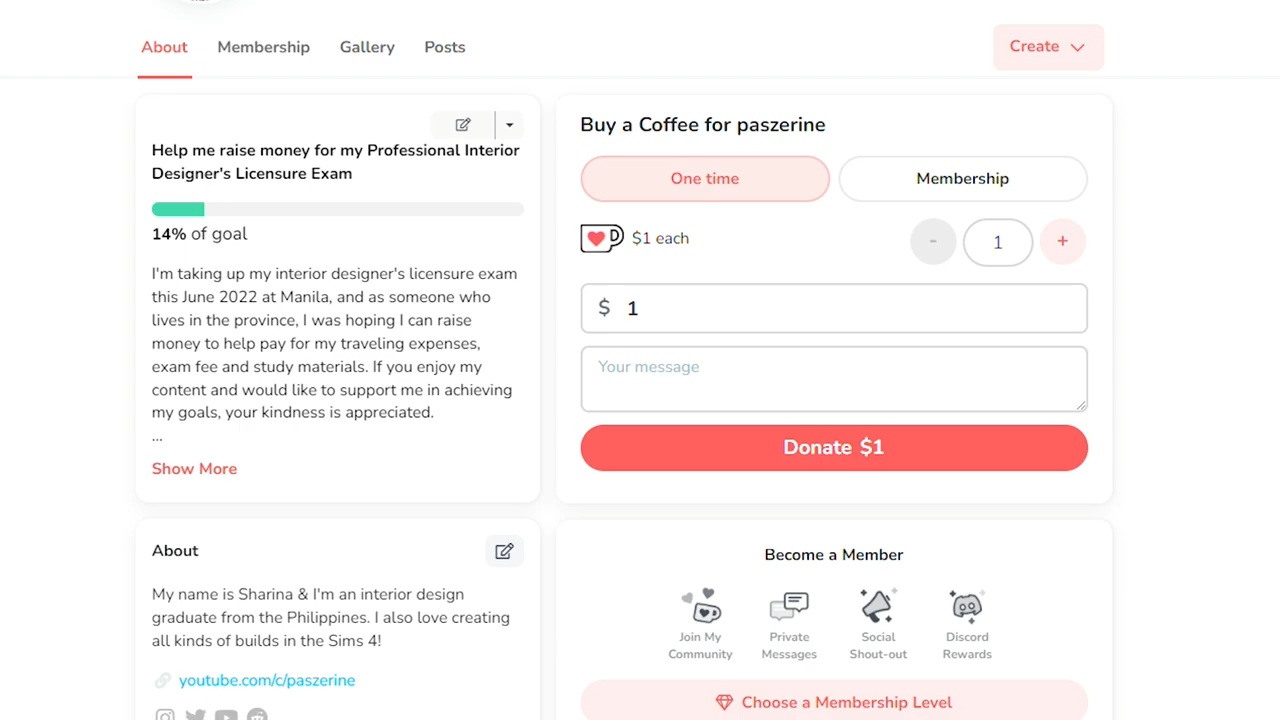 About
Membership
Gallery
Posts
Create
Help me raise money for my Professional Interior
Designer's Licensure Exam
14% of goal
I'm taking up my interior designer's licensure exam
this June 2022 at Manila, and as someone who
lives in the province, I was hoping I can raise
money to help pay for my traveling expenses,
exam fee and study materials. If you enjoy my
content and would like to support me in achieving
my goals, your kindness is appreciated.
...
Show More
Buy a Coffee for paszerine
One time
Membership
$1 each
-
1
+
$ 1
Your message
Donate $1
About
My name is Sharina & I'm an interior design
graduate from the Philippines. I also love creating
all kinds of builds in the Sims 4!
youtube.com/c/paszerine
Become a Member
Join My
Community
Private
Messages
Social
Shout-out
Discord
Rewards
Choose a Membership Level